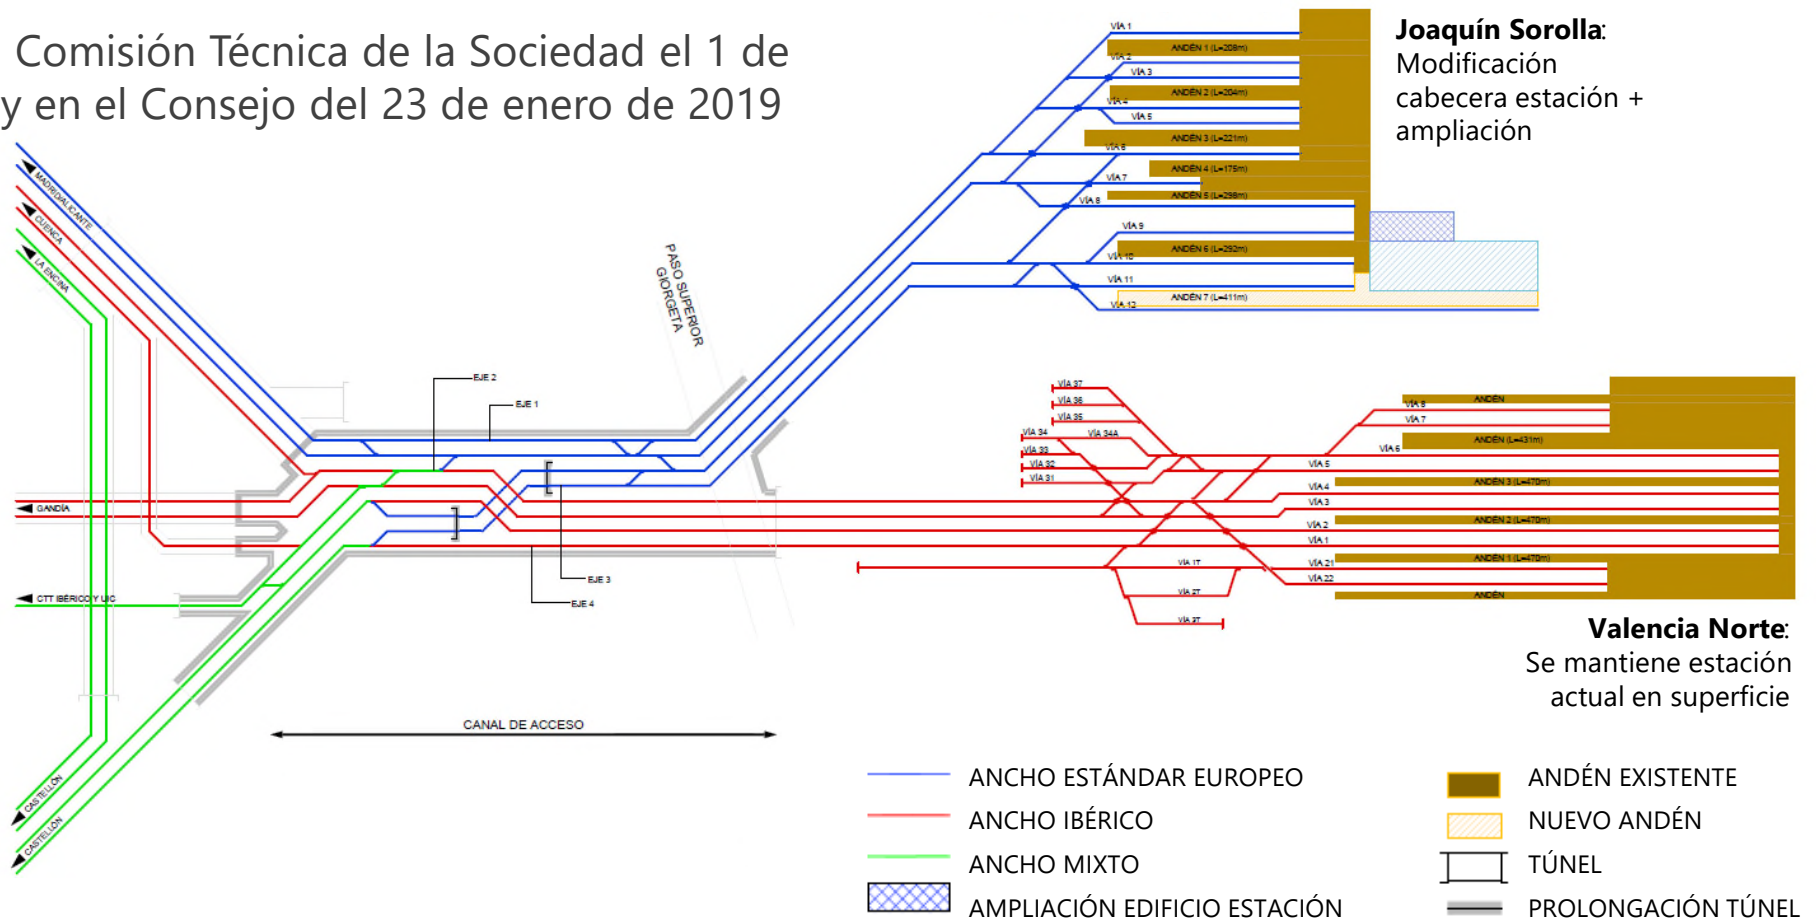 Comisión Técnica de la Sociedad el 1 de
y en el Consejo del 23 de enero de 2019
Joaquín Sorolla:
Modificación
cabecera estación +
ampliación
VÍA 1
ANDÉN 1 (L=208m)
VÍA 2
VÍA 3
ANDÉN 2 (L=204m)
VÍA 4
VÍA 5
ANDÉN 3 (L=221m)
VÍA 6
ANDÉN 4 (L=175m)
VÍA 7
ANDÉN 5 (L=298m)
VÍA 8
VÍA 9
ANDÉN 6 (L=292m)
VÍA 10
VÍA 11
ANDÉN 7 (L=411m)
VÍA 12
MADRID/ALICANTE
CUENCA
LA ENCINA
PASO SUPERIOR
GIORGETA
EJE 2
EJE 1
GANDÍA
EJE 3
EJE 4
CTT IBÉRICO Y UIC
CANAL DE ACCESO
CASTELLÓN
CASTELLÓN
VÍA 37
VÍA 36
VÍA 35
VÍA 34
VÍA 34A
VÍA 33
VÍA 32
VÍA 31
ANDÉN
VÍA 8
VÍA 7
ANDÉN (L=431m)
VÍA 6
VÍA 5
ANDÉN 3 (L=470m)
VÍA 4
VÍA 3
ANDÉN 2 (L=470m)
VÍA 2
VÍA 1
ANDÉN 1 (L=470m)
VÍA 1T
VÍA 21
VÍA 22
VÍA 2T
ANDÉN
VÍA 3T
Valencia Norte:
Se mantiene estación
actual en superficie
ANCHO ESTÁNDAR EUROPEO
ANCHO IBÉRICO
ANCHO MIXTO
AMPLIACIÓN EDIFICIO ESTACIÓN
ANDÉN EXISTENTE
NUEVO ANDÉN
TÚNEL
PROLONGACIÓN TÚNEL